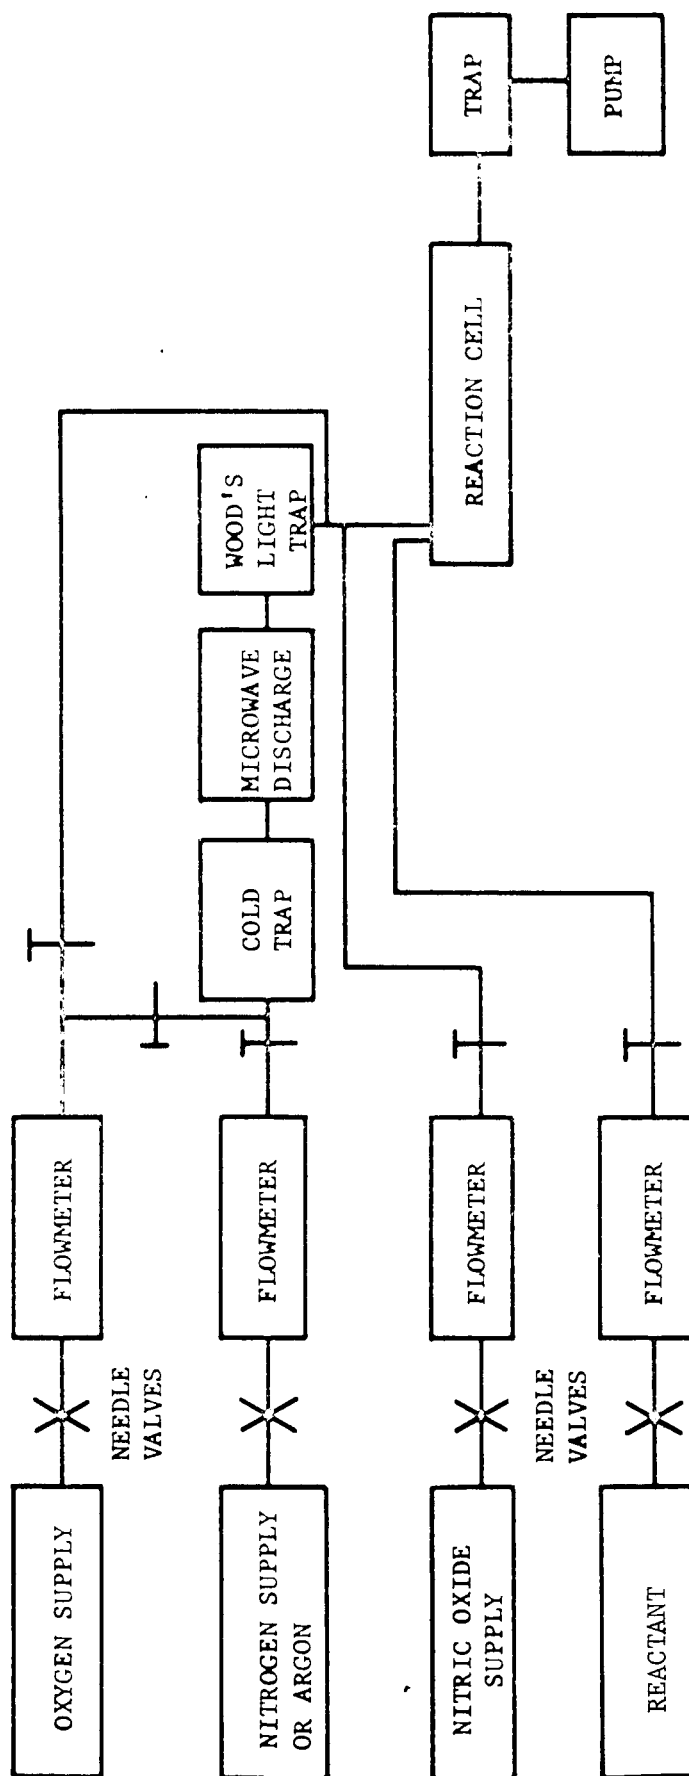 OXYGEN SUPPLY
NEEDLE
VALVES
FLOWMETER
NITROGEN SUPPLY
OR ARGON
FLOWMETER
COLD
TRAP
MICROWAVE
DISCHARGE
WOOD'S
LIGHT
TRAP
NITRIC OXIDE
SUPPLY
NEEDLE
VALVES
FLOWMETER
REACTION CELL
TRAP
PUMP
REACTANT
FLOWMETER